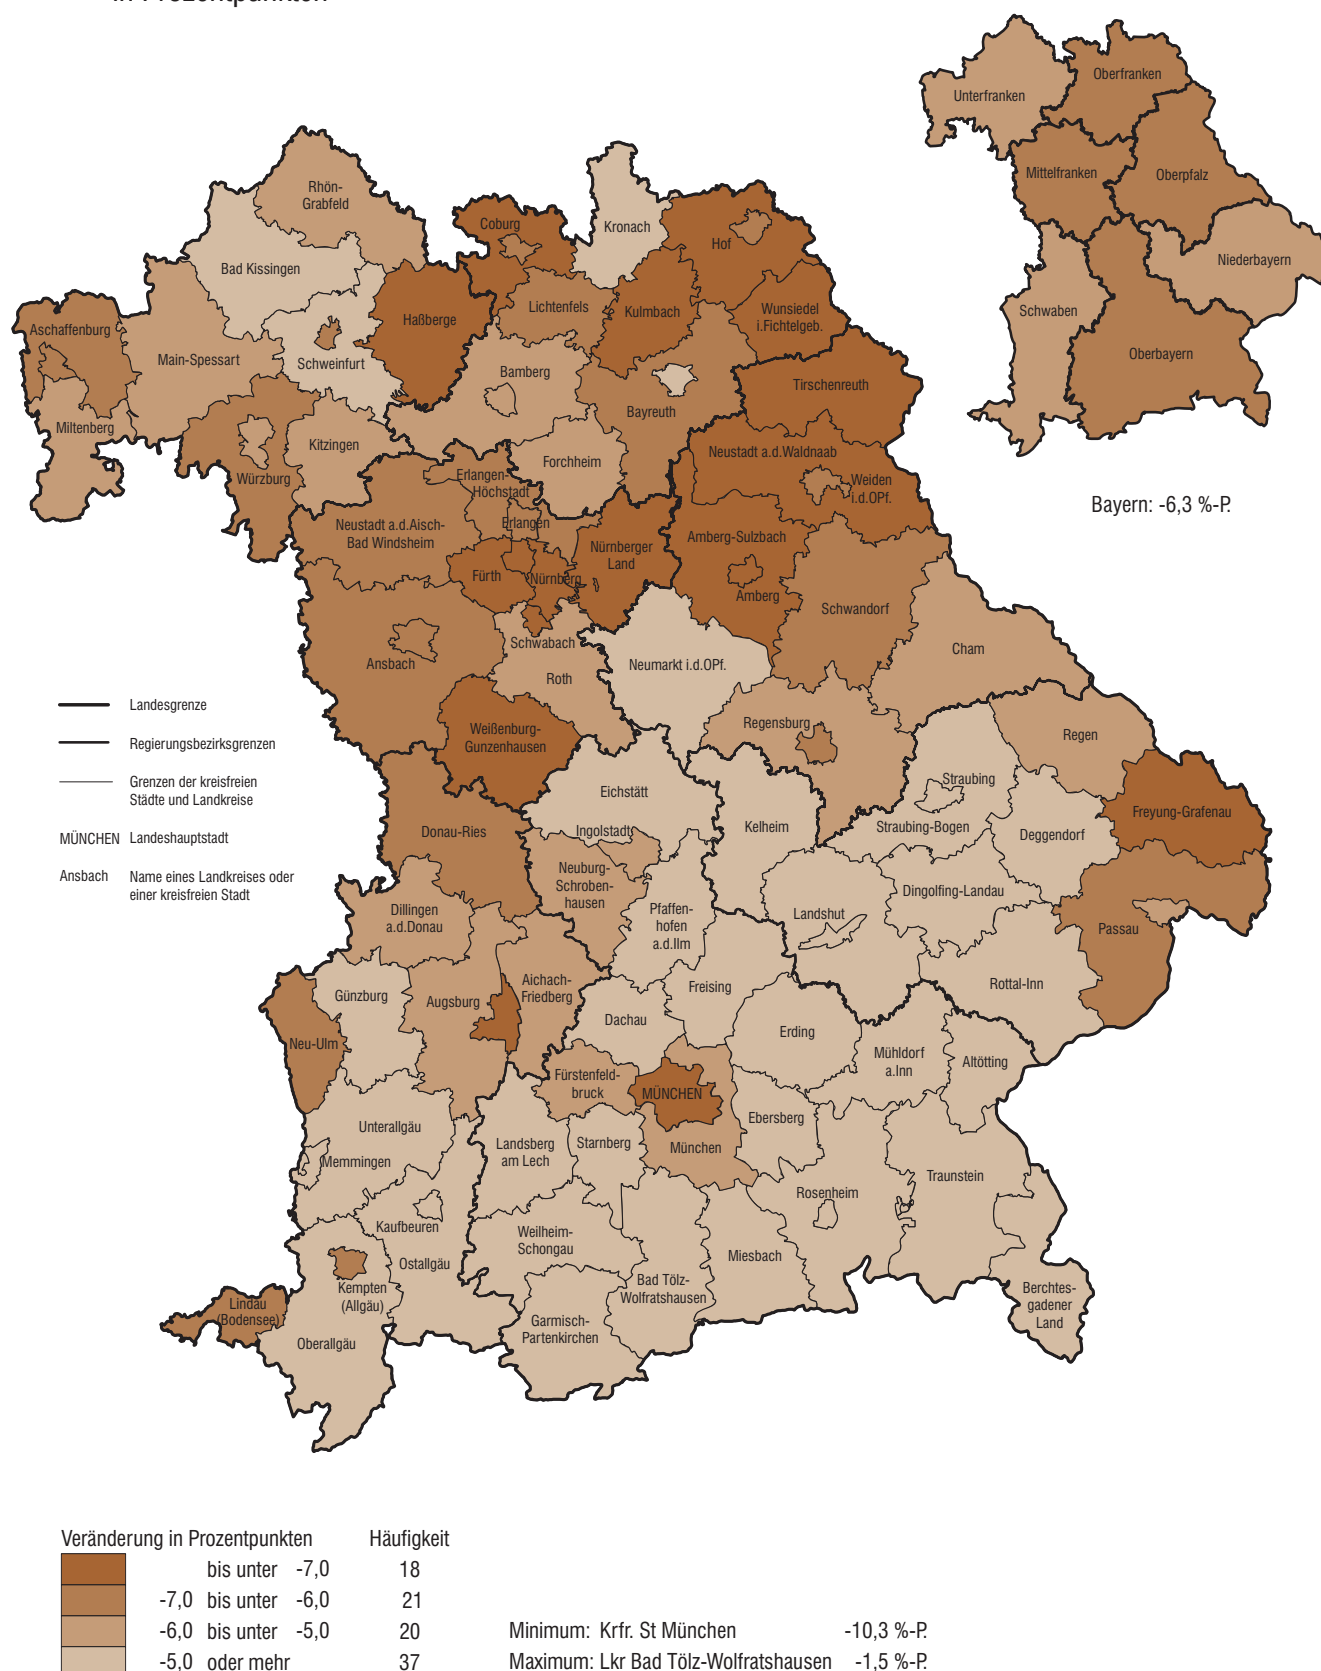 in Prozentpunkten
Oberfranken
Unterfranken
Mittelfranken
Oberpfalz
Niederbayern
Schwaben
Oberbayern
Bayern: -6,3 %-P.
Rhön-
Grabfeld
Coburg
Kronach
Hof
Bad Kissingen
Lichtenfels
Kulmbach
Wunsiedel
i.Fichtelgeb.
Haßberge
Aschaffenburg
Main-Spessart
Schweinfurt
Bamberg
Tirschenreuth
Bayreuth
Miltenberg
Kitzingen
Forchheim
Neustadt a.d.Waldnaab
Würzburg
Erlangen-
Höchstadt
Weiden
i.d.OPf.
Neustadt a.d.Aisch-
Bad Windsheim
Erlangen
Nürnberger
Land
Amberg-Sulzbach
Fürth
Nürnberg
Amberg
Schwandorf
Schwabach
Cham
Ansbach
Roth
Neumarkt i.d.OPf.
Weißenburg-
Gunzenhausen
Regensburg
Regen
Landesgrenze
Regierungsbezirksgrenzen
Grenzen der kreisfreien
Städte und Landkreise
MÜNCHEN Landeshauptstadt
Ansbach Name eines Landkreises oder
einer kreisfreien Stadt
Straubing
Eichstätt
Freyung-Grafenau
Donau-Ries
Ingolstadt
Kelheim
Straubing-Bogen
Deggendorf
Neuburg-
Schroben-
hausen
Dingolfing-Landau
Dillingen
a.d.Donau
Pfaffen-
hofen
a.d.Ilm
Landshut
Passau
Aichach-
Friedberg
Freising
Rottal-Inn
Günzburg
Augsburg
Dachau
Erding
Neu-Ulm
Mühldorf
a.Inn
Altötting
Fürstenfeld-
bruck
MÜNCHEN
Ebersberg
Unterallgäu
Landsberg
am Lech
Starnberg
München
Memmingen
Traunstein
Rosenheim
Kaufbeuren
Weilheim-
Schongau
Ostallgäu
Miesbach
Kempten
(Allgäu)
Bad Tölz-
Wolfratshausen
Berchtes-
gadener
Land
Lindau
(Bodensee)
Garmisch-
Partenkirchen
Oberallgäu
Veränderung in Prozentpunkten Häufigkeit
bis unter -7,0 18
-7,0 bis unter -6,0 21
-6,0 bis unter -5,0 20
-5,0 oder mehr 37
Minimum: Krfr. St München -10,3 %-P.
Maximum: Lkr Bad Tölz-Wolfratshausen -1,5 %-P.